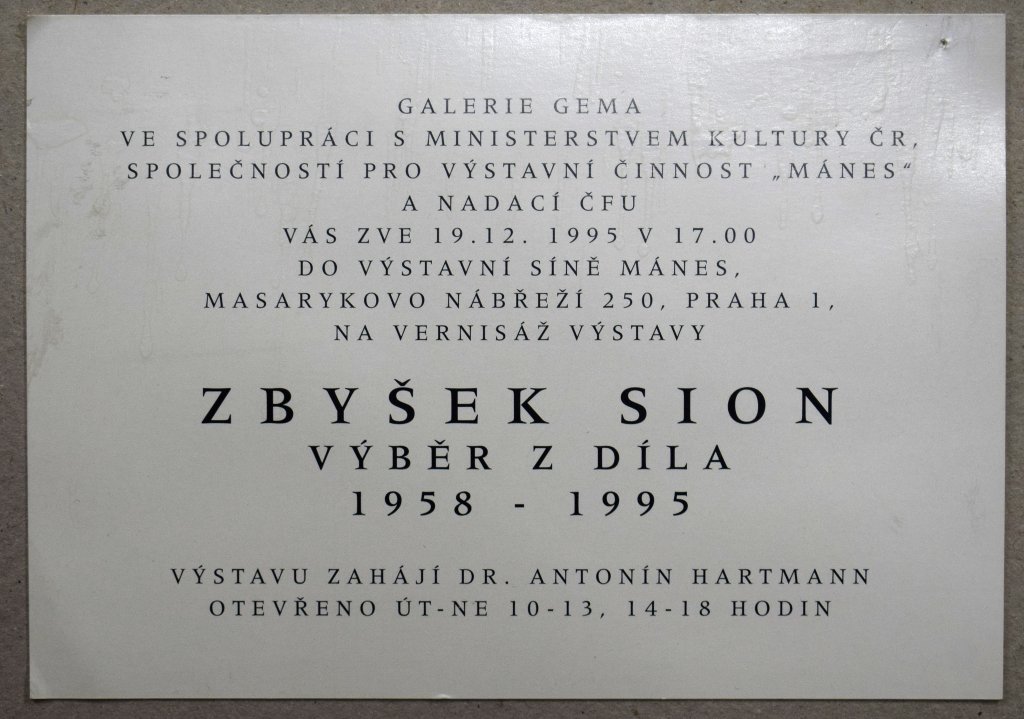 GALERIE GEMA
VE SPOLUPRÁCI S MINISTERSTVEM KULTURY ČR,
SPOLEČNOSTÍ PRO VÝSTAVNÍ ČINNOST „MÁNES“
A NADACÍ ČFU
VÁS ZVE 19.12. 1995 V 17.00
DO VÝSTAVNÍ SÍNĚ MÁNES,
MASARYKOVO NÁBŘEŽÍ 250, PRAHA 1,
NA VERNISÁŽ VÝSTAVY
ZBYŠEK SION
VÝBĚR Z DÍLA
1958 - 1995
VÝSTAVU ZAHÁJÍ DR. ANTONÍN HARTMANN
OTEVŘENO ÚT-NE 10-13, 14-18 HODIN